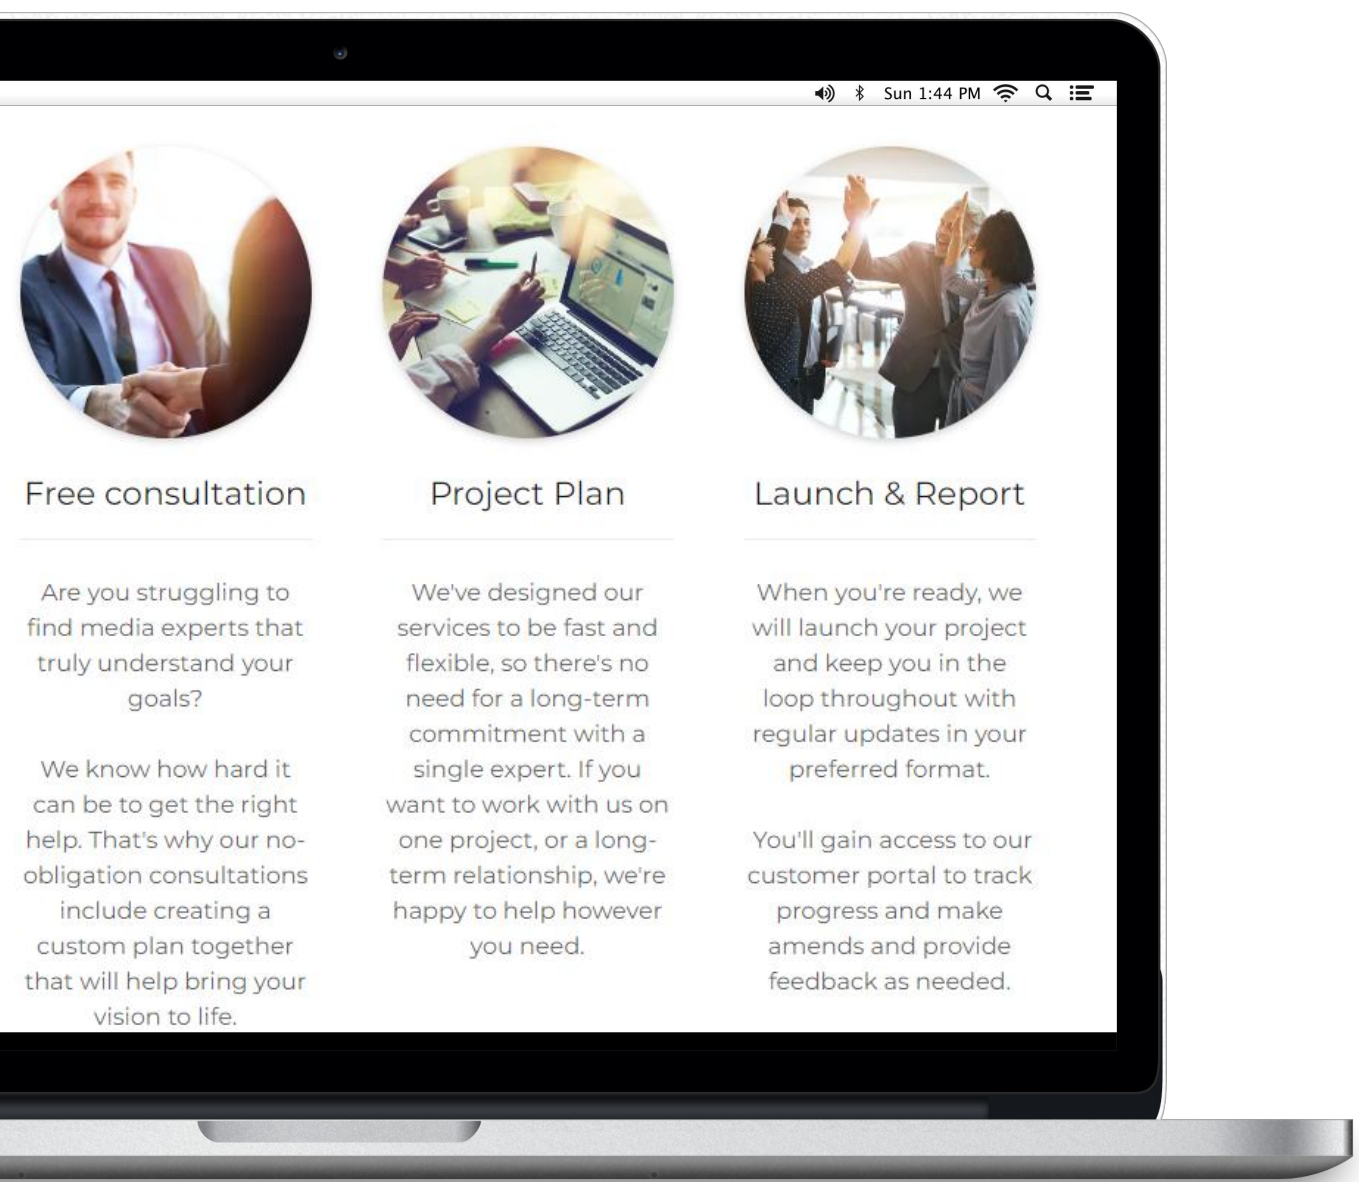 Sun 1:44 PM
Free consultation
Are you struggling to
find media experts that
truly understand your
goals?
We know how hard it
can be to get the right
help. That's why our no-
obligation consultations
include creating a
custom plan together
that will help bring your
vision to life.
Project Plan
We've designed our
services to be fast and
flexible, so there's no
need for a long-term
commitment with a
single expert. If you
want to work with us on
one project, or a long-
term relationship, we're
happy to help however
you need.
Launch & Report
When you're ready, we
will launch your project
and keep you in the
loop throughout with
regular updates in your
preferred format.
You'll gain access to our
customer portal to track
progress and make
amends and provide
feedback as needed.